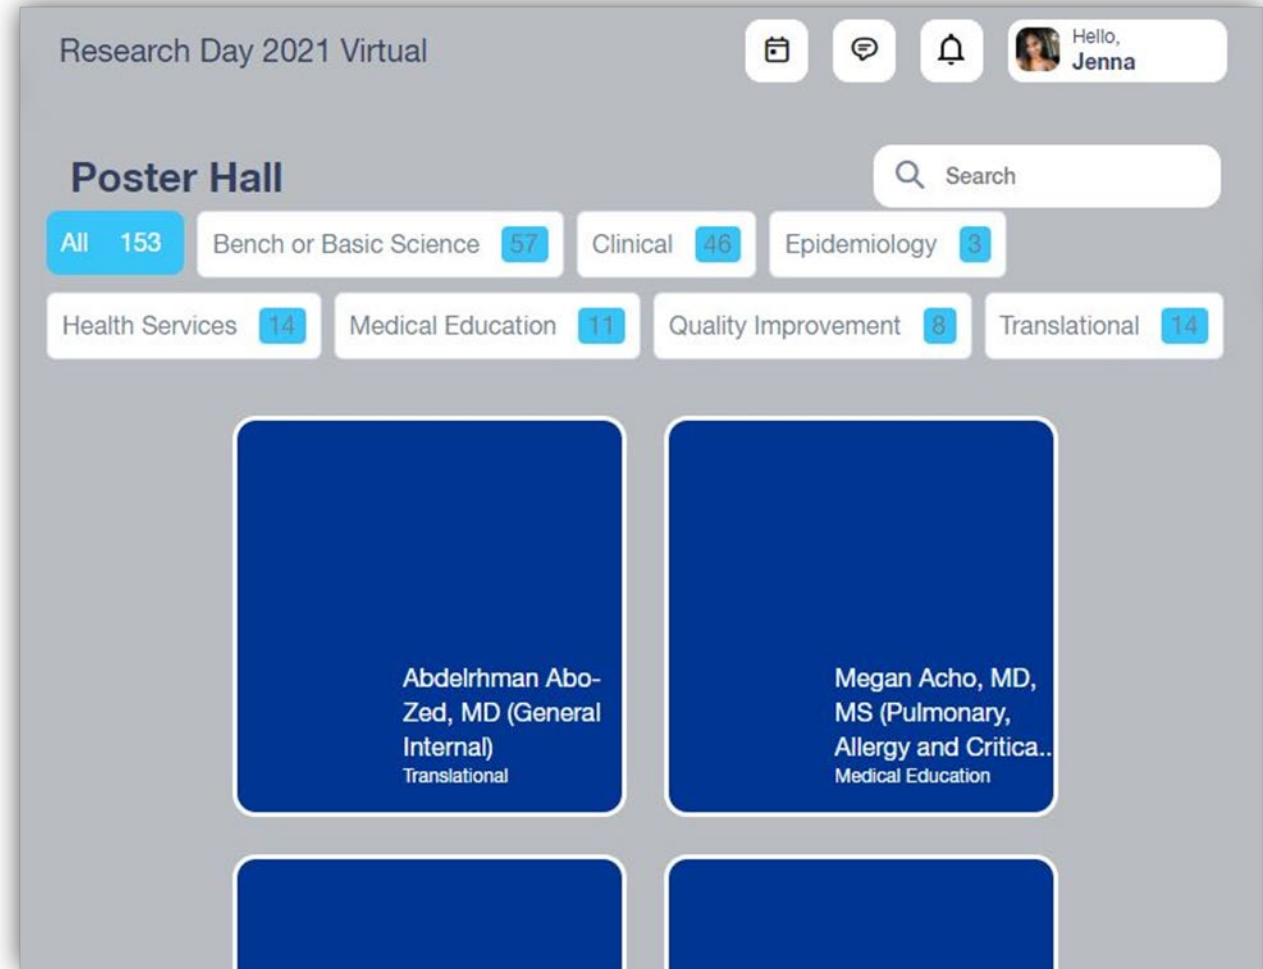 Research Day 2021 Virtual
Hello,
Jenna
Poster Hall
Search
All 153
Bench or Basic Science 57
Clinical 46
Epidemiology 3
Health Services 14
Medical Education 11
Quality Improvement 8
Translational 14
Abdelrhman Abo-
Zed, MD (General
Internal)
Translational
Megan Acho, MD,
MS (Pulmonary,
Allergy and Critica..
Medical Education